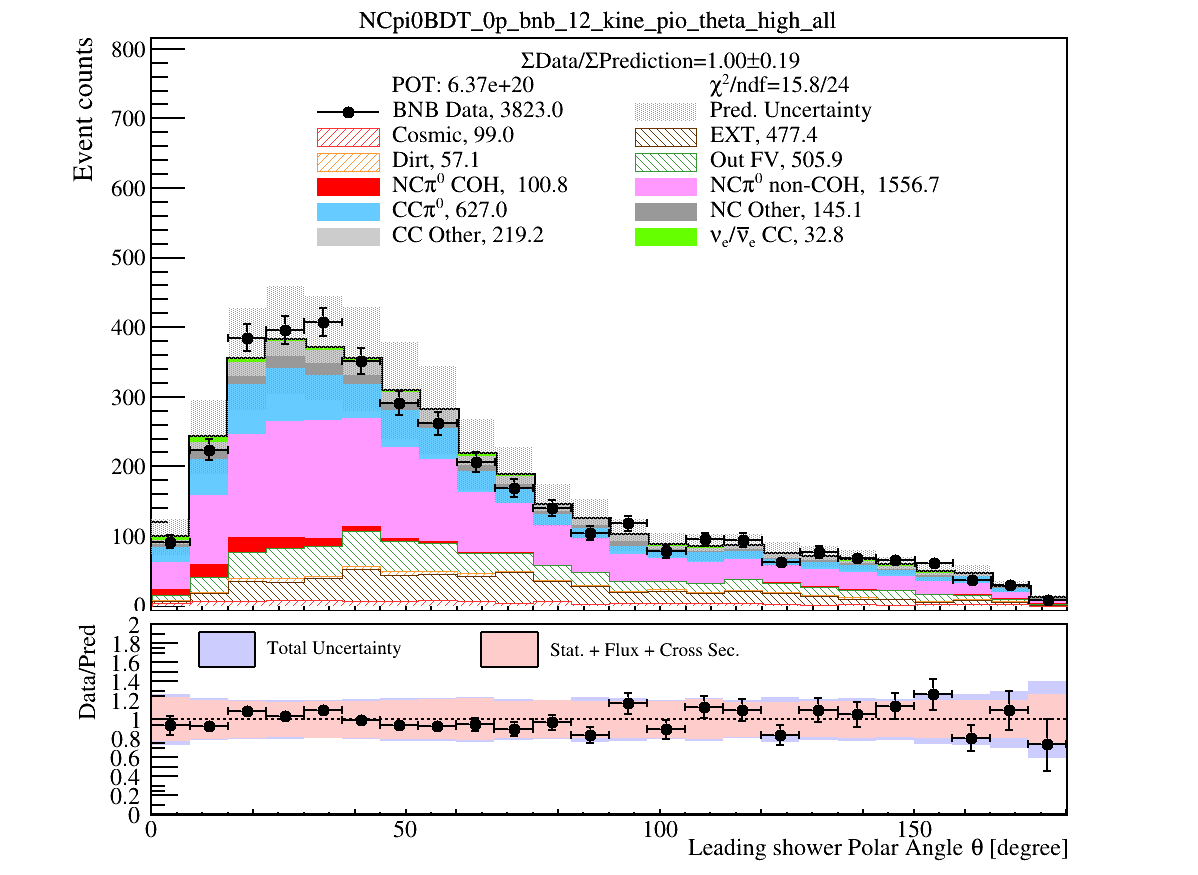 NCpi0BDT_0p_bnb_12_kine_pio_theta_high_all
ΣData/ΣPrediction=1.00±0.19
POT: 6.37e+20
χ²/ndf=15.8/24
BNB Data, 3823.0
Pred. Uncertainty
Cosmic, 99.0
EXT, 477.4
Dirt, 57.1
Out FV, 505.9
NCπ⁰ COH, 100.8
NCπ⁰ non-COH, 1556.7
CCπ⁰, 627.0
NC Other, 145.1
CC Other, 219.2
νₑ/ν̅ₑ CC, 32.8
Event counts
800
700
600
500
400
300
200
100
0
Total Uncertainty
Stat. + Flux + Cross Sec.
Data/Pred
2
1.8
1.6
1.4
1.2
1
0.8
0.6
0.4
0.2
0
0 50 100 150
Leading shower Polar Angle θ [degree]